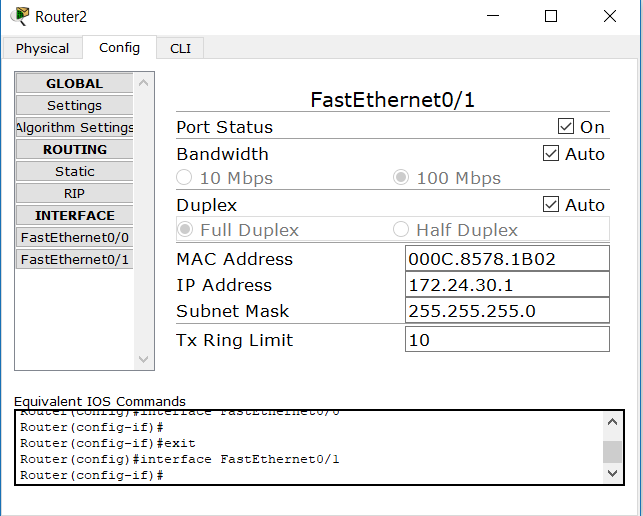 Router2
Physical Config CLI
GLOBAL
Settings
Algorithm Settings
ROUTING
Static
RIP
INTERFACE
FastEthernet0/0
FastEthernet0/1
FastEthernet0/1
Port Status On
Bandwidth Auto
10 Mbps 100 Mbps
Duplex Auto
Full Duplex Half Duplex
MAC Address 000C.8578.1B02
IP Address 172.24.30.1
Subnet Mask 255.255.255.0
Tx Ring Limit 10
Equivalent IOS Commands
Router(config)#interface FastEthernet0/0
Router(config-if)#
Router(config-if)#exit
Router(config)#interface FastEthernet0/1
Router(config-if)#